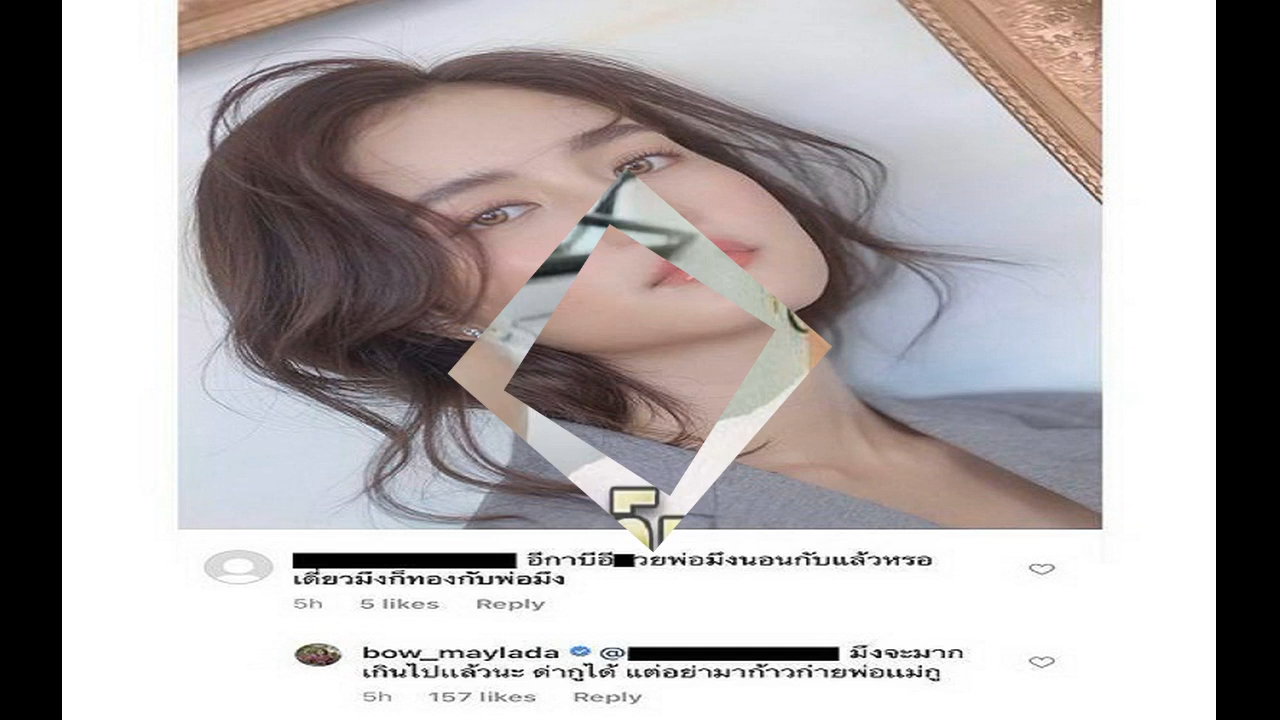 อีกาบีอี วยพ่อมึงนอนกับแล้วหรอ
เดี๋ยวมึงก็ทองกับพ่อมึง
5h 5 likes Reply
bow_maylada @ มึงจะมาก
เกินไปแล้วนะ ด่ากูได้ แต่อย่ามาก้าวก่ายพ่อแม่กู
5h 157 likes Reply